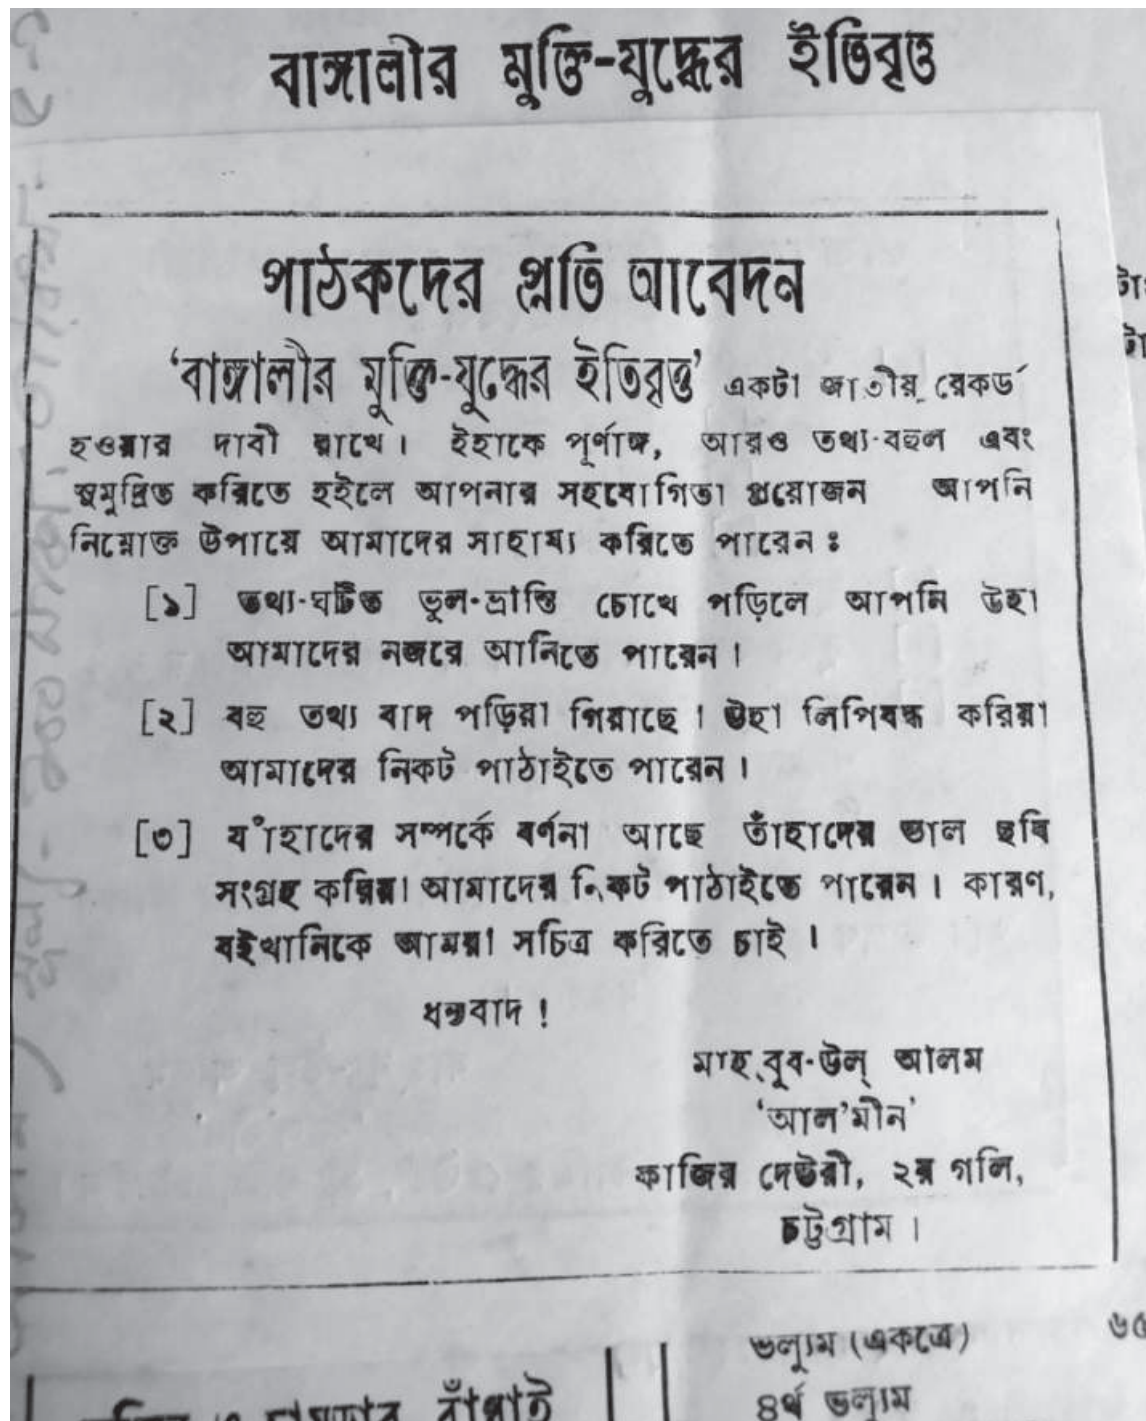 বাঙ্গালীর মুক্তি-যুদ্ধের ইতিবৃত্ত
পাঠকদের প্রতি আবেদন
‘বাঙ্গালীর মুক্তি-যুদ্ধের ইতিবৃত্ত’ একটা জাতীয় রেকর্ড
হওয়ার দাবী রাখে। ইহাকে পূর্ণাঙ্গ, আরও তথ্য-বহুল এবং
সুমুদ্রিত করিতে হইলে আপনার সহযোগিতা প্রয়োজন আপনি
নিম্নোক্ত উপায়ে আমাদের সাহায্য করিতে পারেন ঃ
[১] তথ্য-ঘটিত ভুল-ভ্রান্তি চোখে পড়িলে আপনি উহা
আমাদের নজরে আনিতে পারেন।
[২] বহু তথ্য বাদ পড়িয়া গিয়াছে। উহা লিপিবদ্ধ করিয়া
আমাদের নিকট পাঠাইতে পারেন।
[৩] যাঁহাদের সম্পর্কে বর্ণনা আছে তাঁহাদের ভাল ছবি
সংগ্রহ করিয়া আমাদের নিকট পাঠাইতে পারেন। কারণ,
বইখানিকে আমরা সচিত্র করিতে চাই।
ধন্যবাদ!
মাহ্‌বুব-উল্ আলম
‘আল’মীন’
কাজির দেউরী, ২য় গলি,
চট্টগ্রাম।
ভল্যুম (একত্রে) ৬৫
৪র্থ ভল্যুম